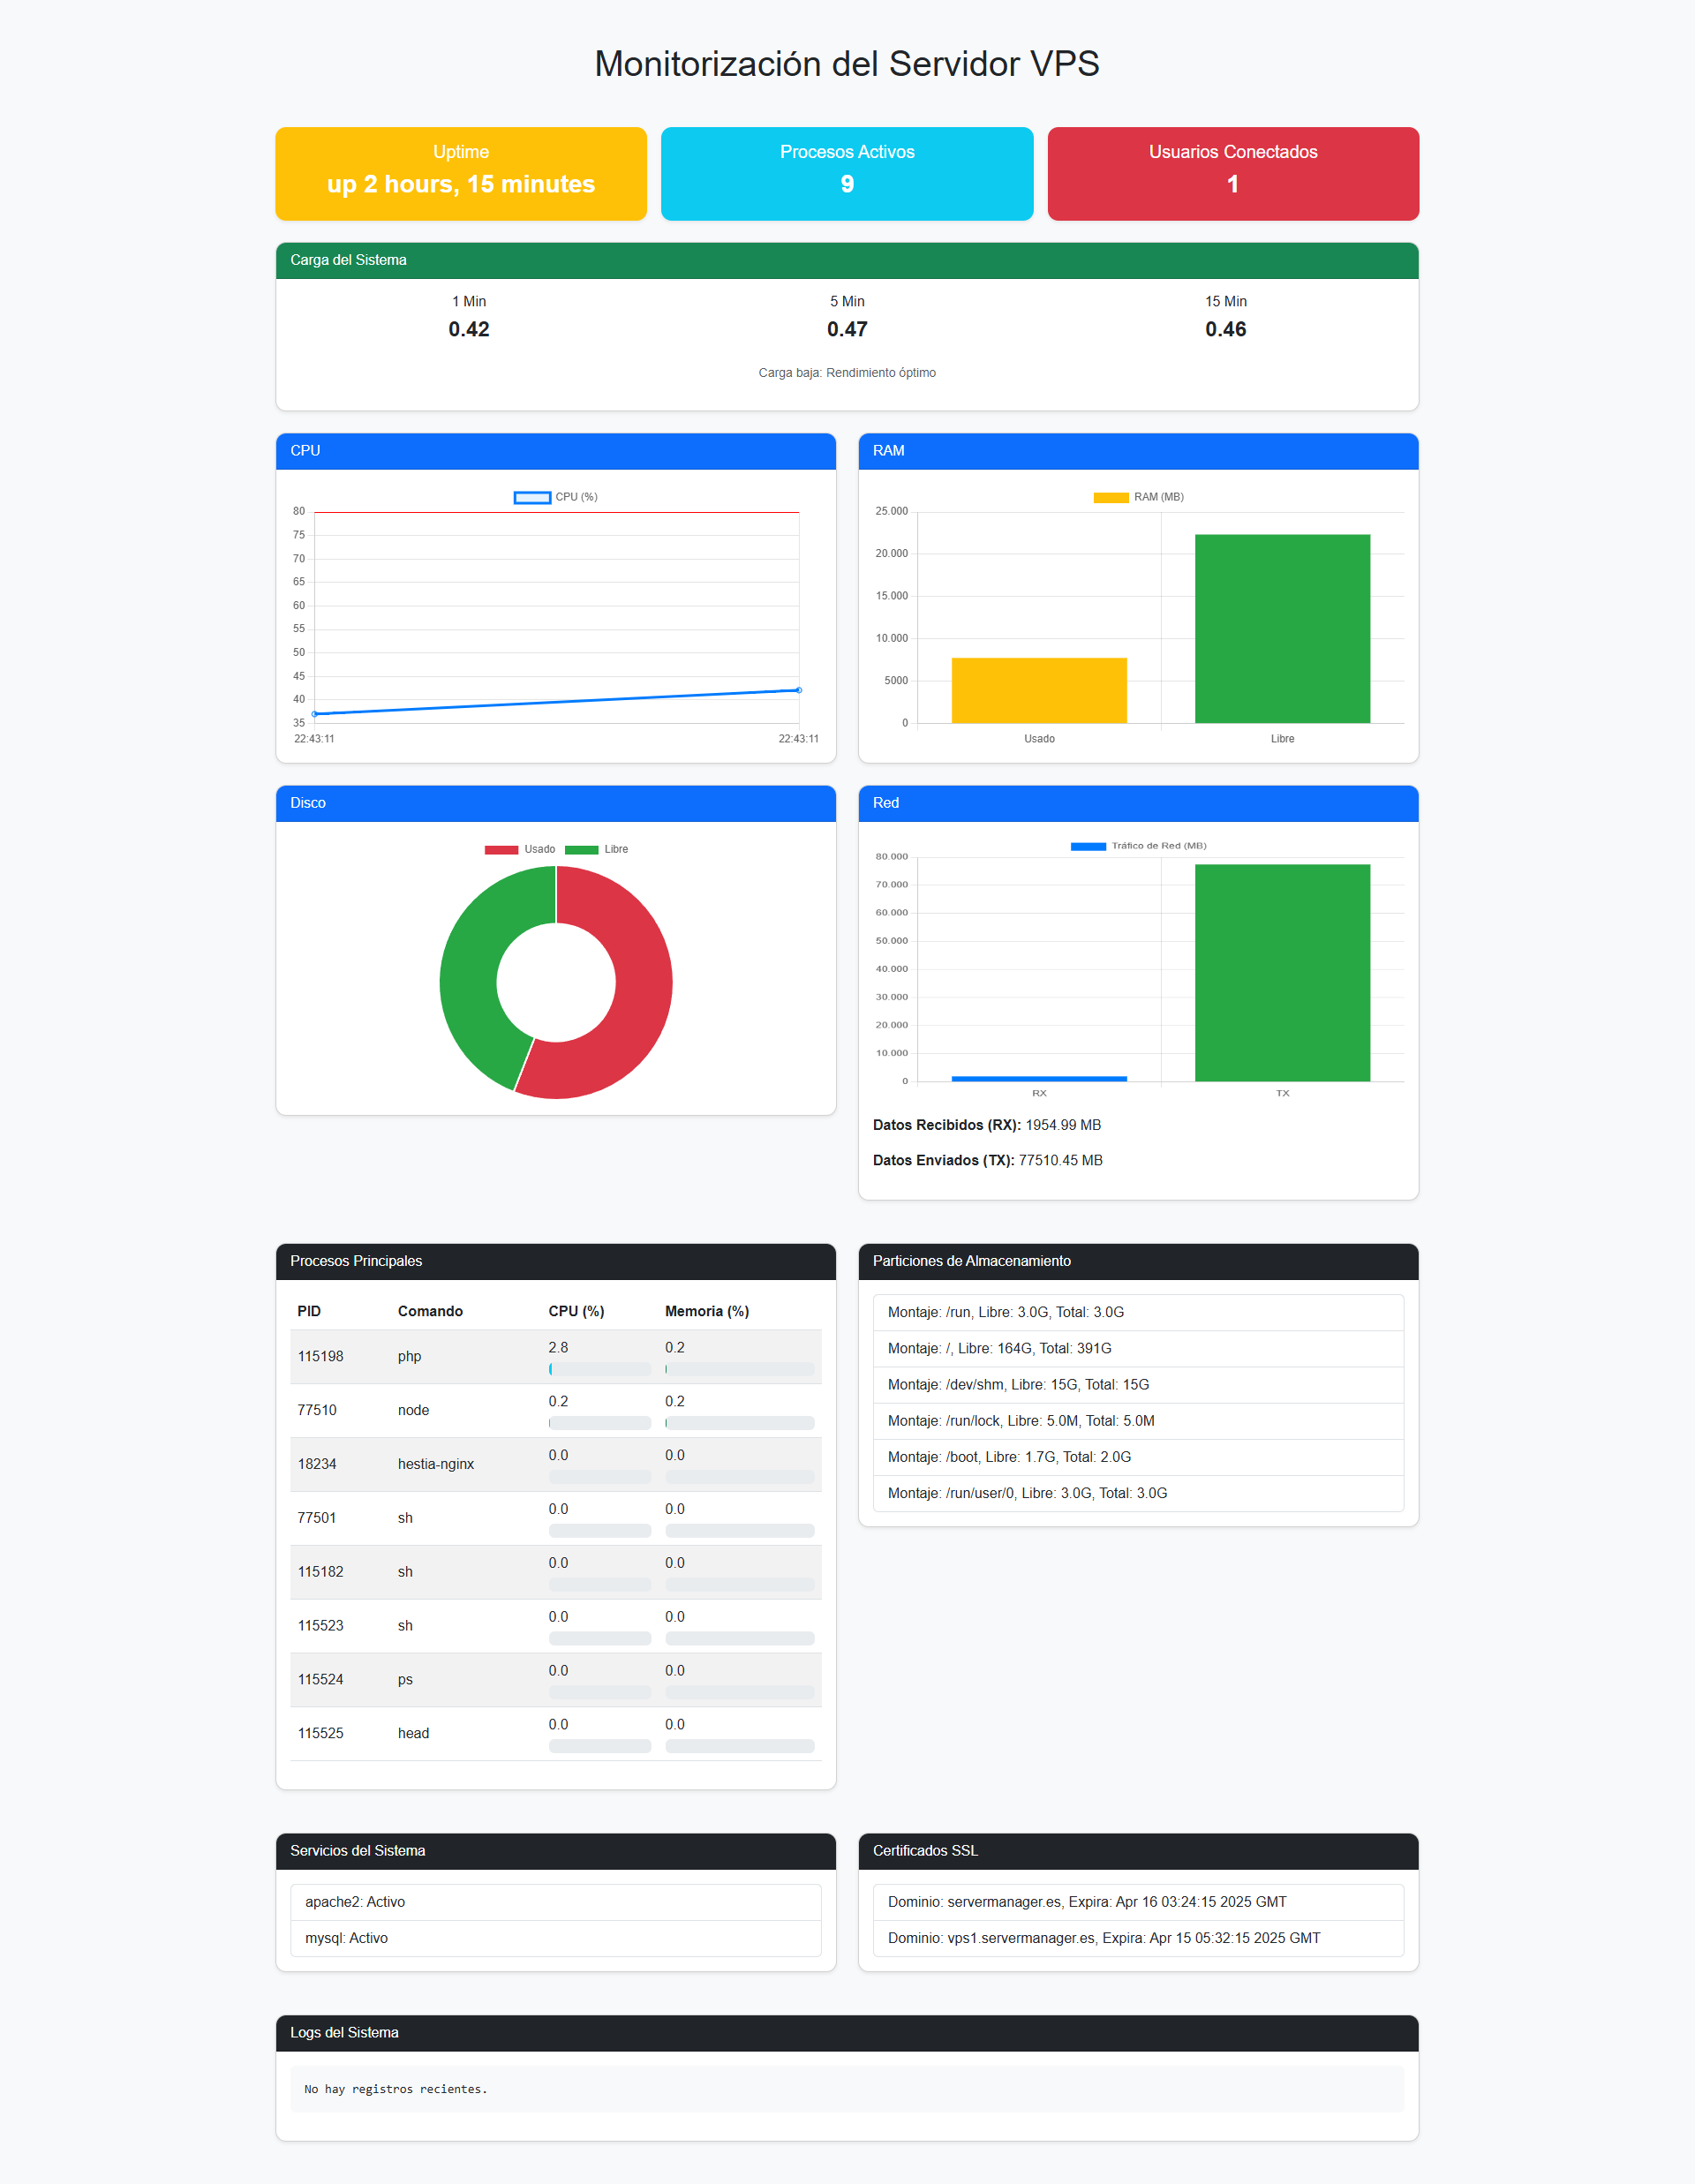 Monitorización del Servidor VPS
Uptime
up 2 hours, 15 minutes
Procesos Activos
9
Usuarios Conectados
1
Carga del Sistema
1 Min
0.42
5 Min
0.47
15 Min
0.46
Carga baja: Rendimiento óptimo
CPU
CPU (%)
80
75
70
65
60
55
50
45
40
35
22:43:11
22:43:11
RAM
RAM (MB)
25.000
20.000
15.000
10.000
5000
0
Usado
Libre
Disco
Usado
Libre
Red
Tráfico de Red (MB)
80.000
70.000
60.000
50.000
40.000
30.000
20.000
10.000
0
RX
TX
Datos Recibidos (RX): 1954.99 MB
Datos Enviados (TX): 77510.45 MB
Procesos Principales
PID Comando CPU (%) Memoria (%)
115198 php 2.8 0.2
77510 node 0.2 0.2
18234 hestia-nginx 0.0 0.0
77501 sh 0.0 0.0
115182 sh 0.0 0.0
115523 sh 0.0 0.0
115524 ps 0.0 0.0
115525 head 0.0 0.0
Particiones de Almacenamiento
Montaje: /run, Libre: 3.0G, Total: 3.0G
Montaje: /, Libre: 164G, Total: 391G
Montaje: /dev/shm, Libre: 15G, Total: 15G
Montaje: /run/lock, Libre: 5.0M, Total: 5.0M
Montaje: /boot, Libre: 1.7G, Total: 2.0G
Montaje: /run/user/0, Libre: 3.0G, Total: 3.0G
Servicios del Sistema
apache2: Activo
mysql: Activo
Certificados SSL
Dominio: servermanager.es, Expira: Apr 16 03:24:15 2025 GMT
Dominio: vps1.servermanager.es, Expira: Apr 15 05:32:15 2025 GMT
Logs del Sistema
No hay registros recientes.